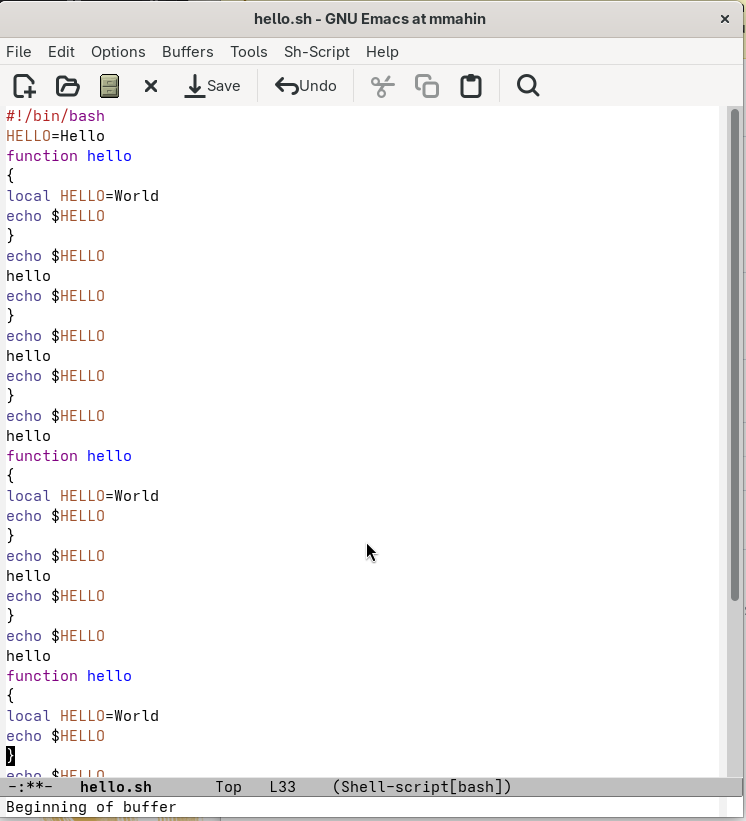 hello.sh - GNU Emacs at mmahin
File Edit Options Buffers Tools Sh-Script Help
Save Undo
#!/bin/bash
HELLO=Hello
function hello
{
local HELLO=World
echo $HELLO
}
echo $HELLO
hello
echo $HELLO
}
echo $HELLO
hello
echo $HELLO
}
echo $HELLO
hello
function hello
{
local HELLO=World
echo $HELLO
}
echo $HELLO
hello
echo $HELLO
}
echo $HELLO
hello
function hello
{
local HELLO=World
echo $HELLO
}
echo $HELLO
-:**- hello.sh Top L33 (Shell-script[bash])
Beginning of buffer